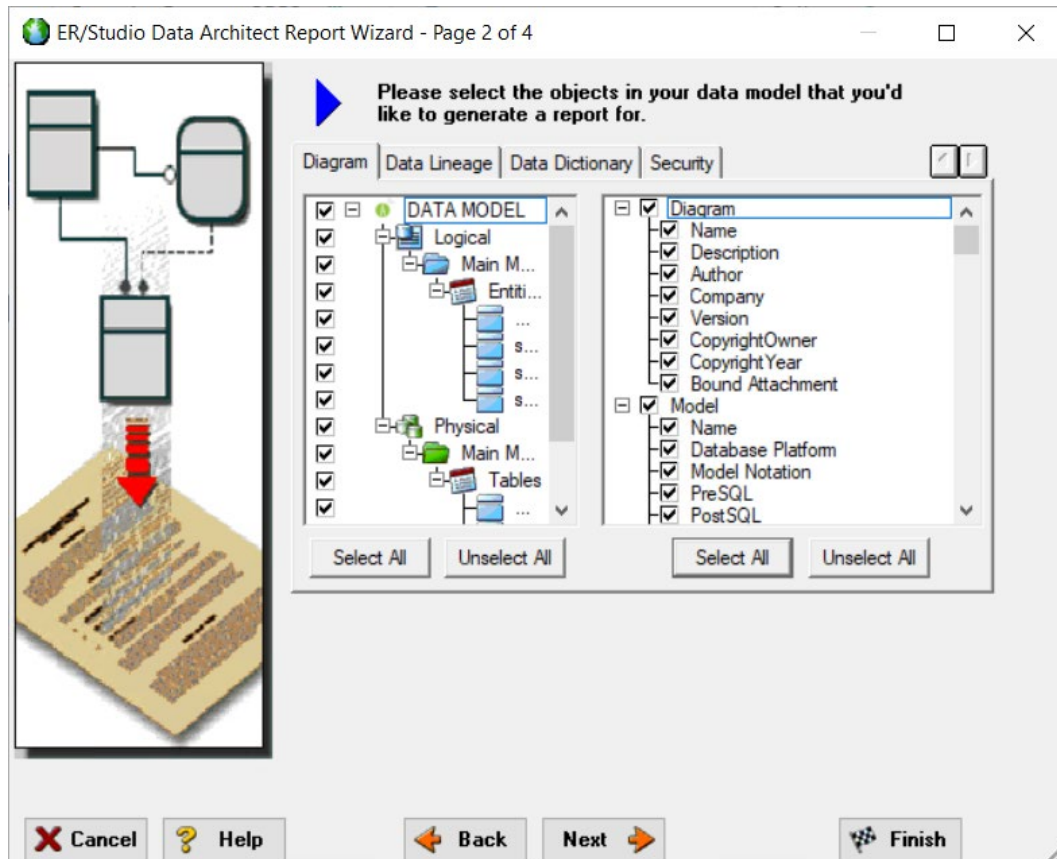 ER/Studio Data Architect Report Wizard - Page 2 of 4
Please select the objects in your data model that you'd
like to generate a report for.
Diagram
Data Lineage
Data Dictionary
Security
DATA MODEL
Logical
Main M...
Entiti...
...
s...
s...
s...
Physical
Main M...
Tables
...
Select All
Unselect All
Diagram
Name
Description
Author
Company
Version
CopyrightOwner
CopyrightYear
Bound Attachment
Model
Name
Database Platform
Model Notation
PreSQL
PostSQL
Select All
Unselect All
Cancel
Help
Back
Next
Finish